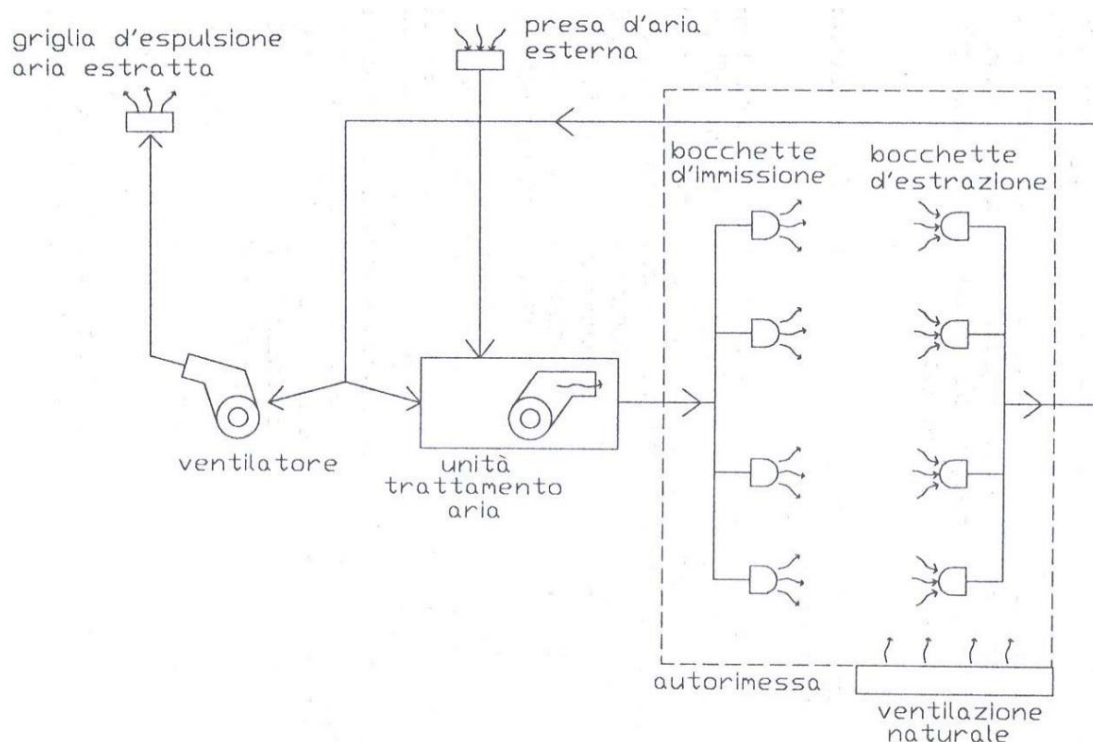 griglia d'espulsione
aria estratta
presa d'aria
esterna
bocchette
d'immissione
bocchette
d'estrazione
ventilatore
unità
trattamento
aria
autorimessa
ventilazione
naturale